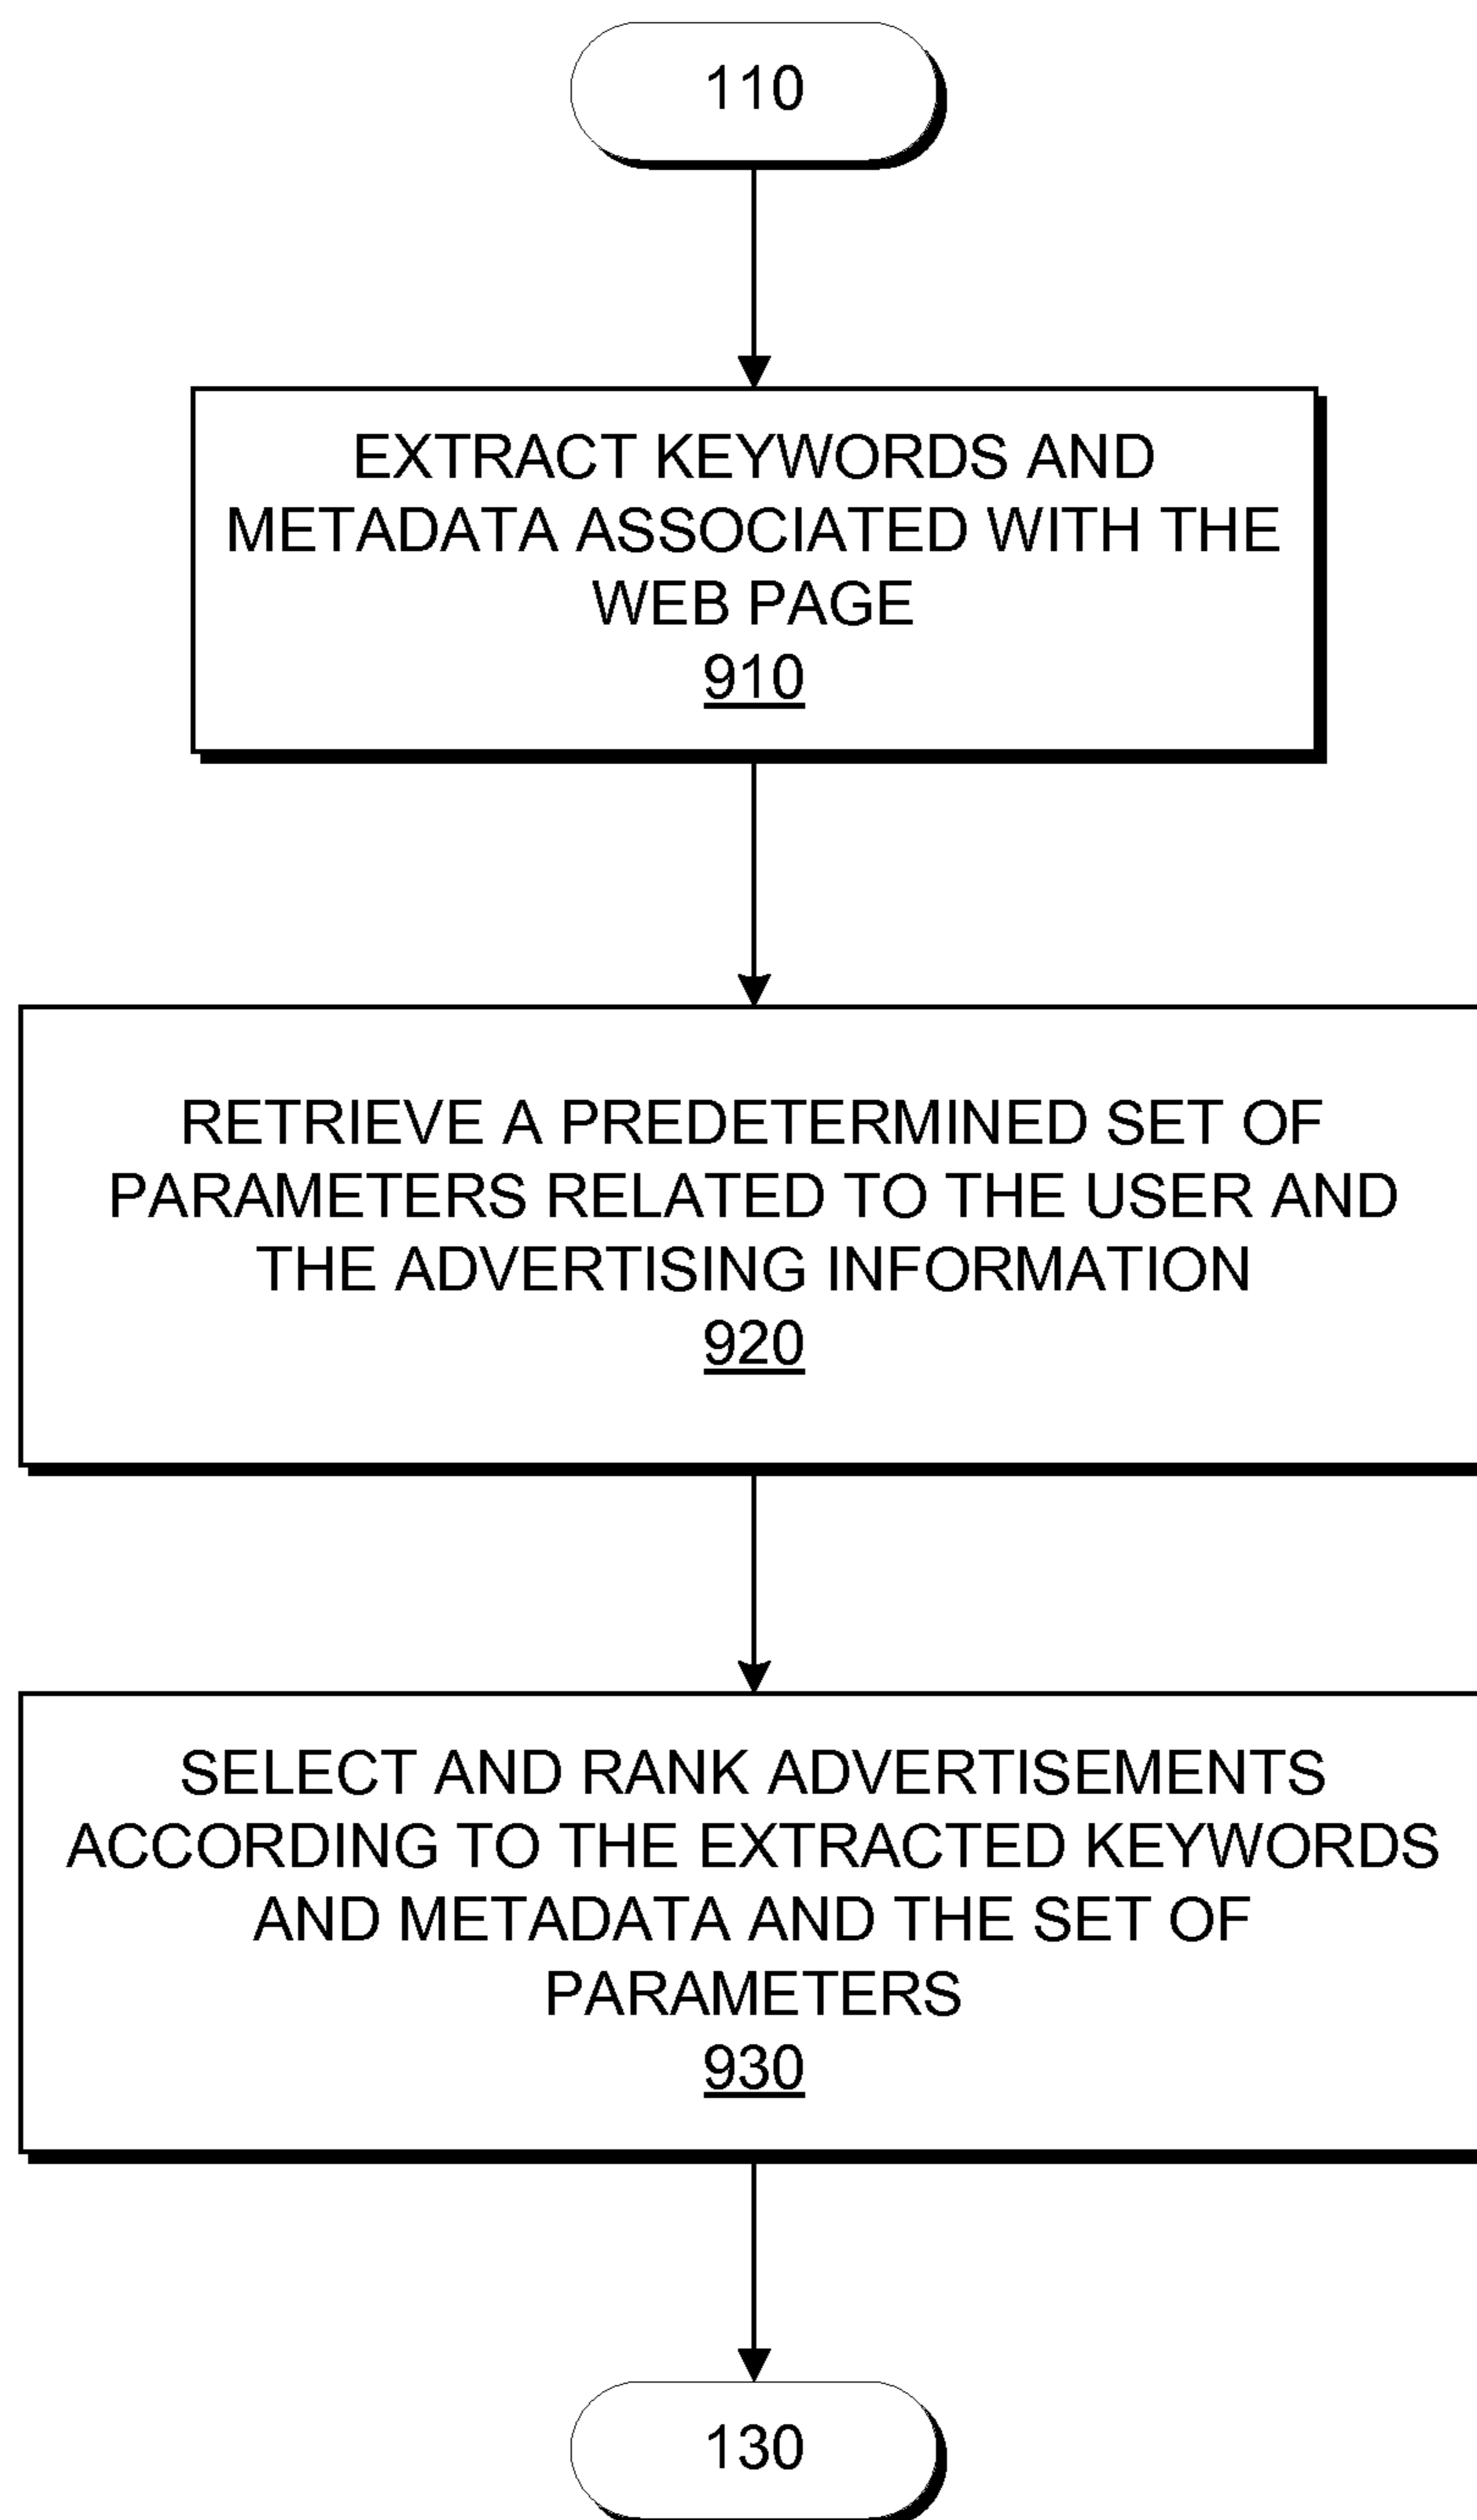 110
EXTRACT KEYWORDS AND
METADATA ASSOCIATED WITH THE
WEB PAGE
910
RETRIEVE A PREDETERMINED SET OF
PARAMETERS RELATED TO THE USER AND
THE ADVERTISING INFORMATION
920
SELECT AND RANK ADVERTISEMENTS
ACCORDING TO THE EXTRACTED KEYWORDS
AND METADATA AND THE SET OF
PARAMETERS
930
130